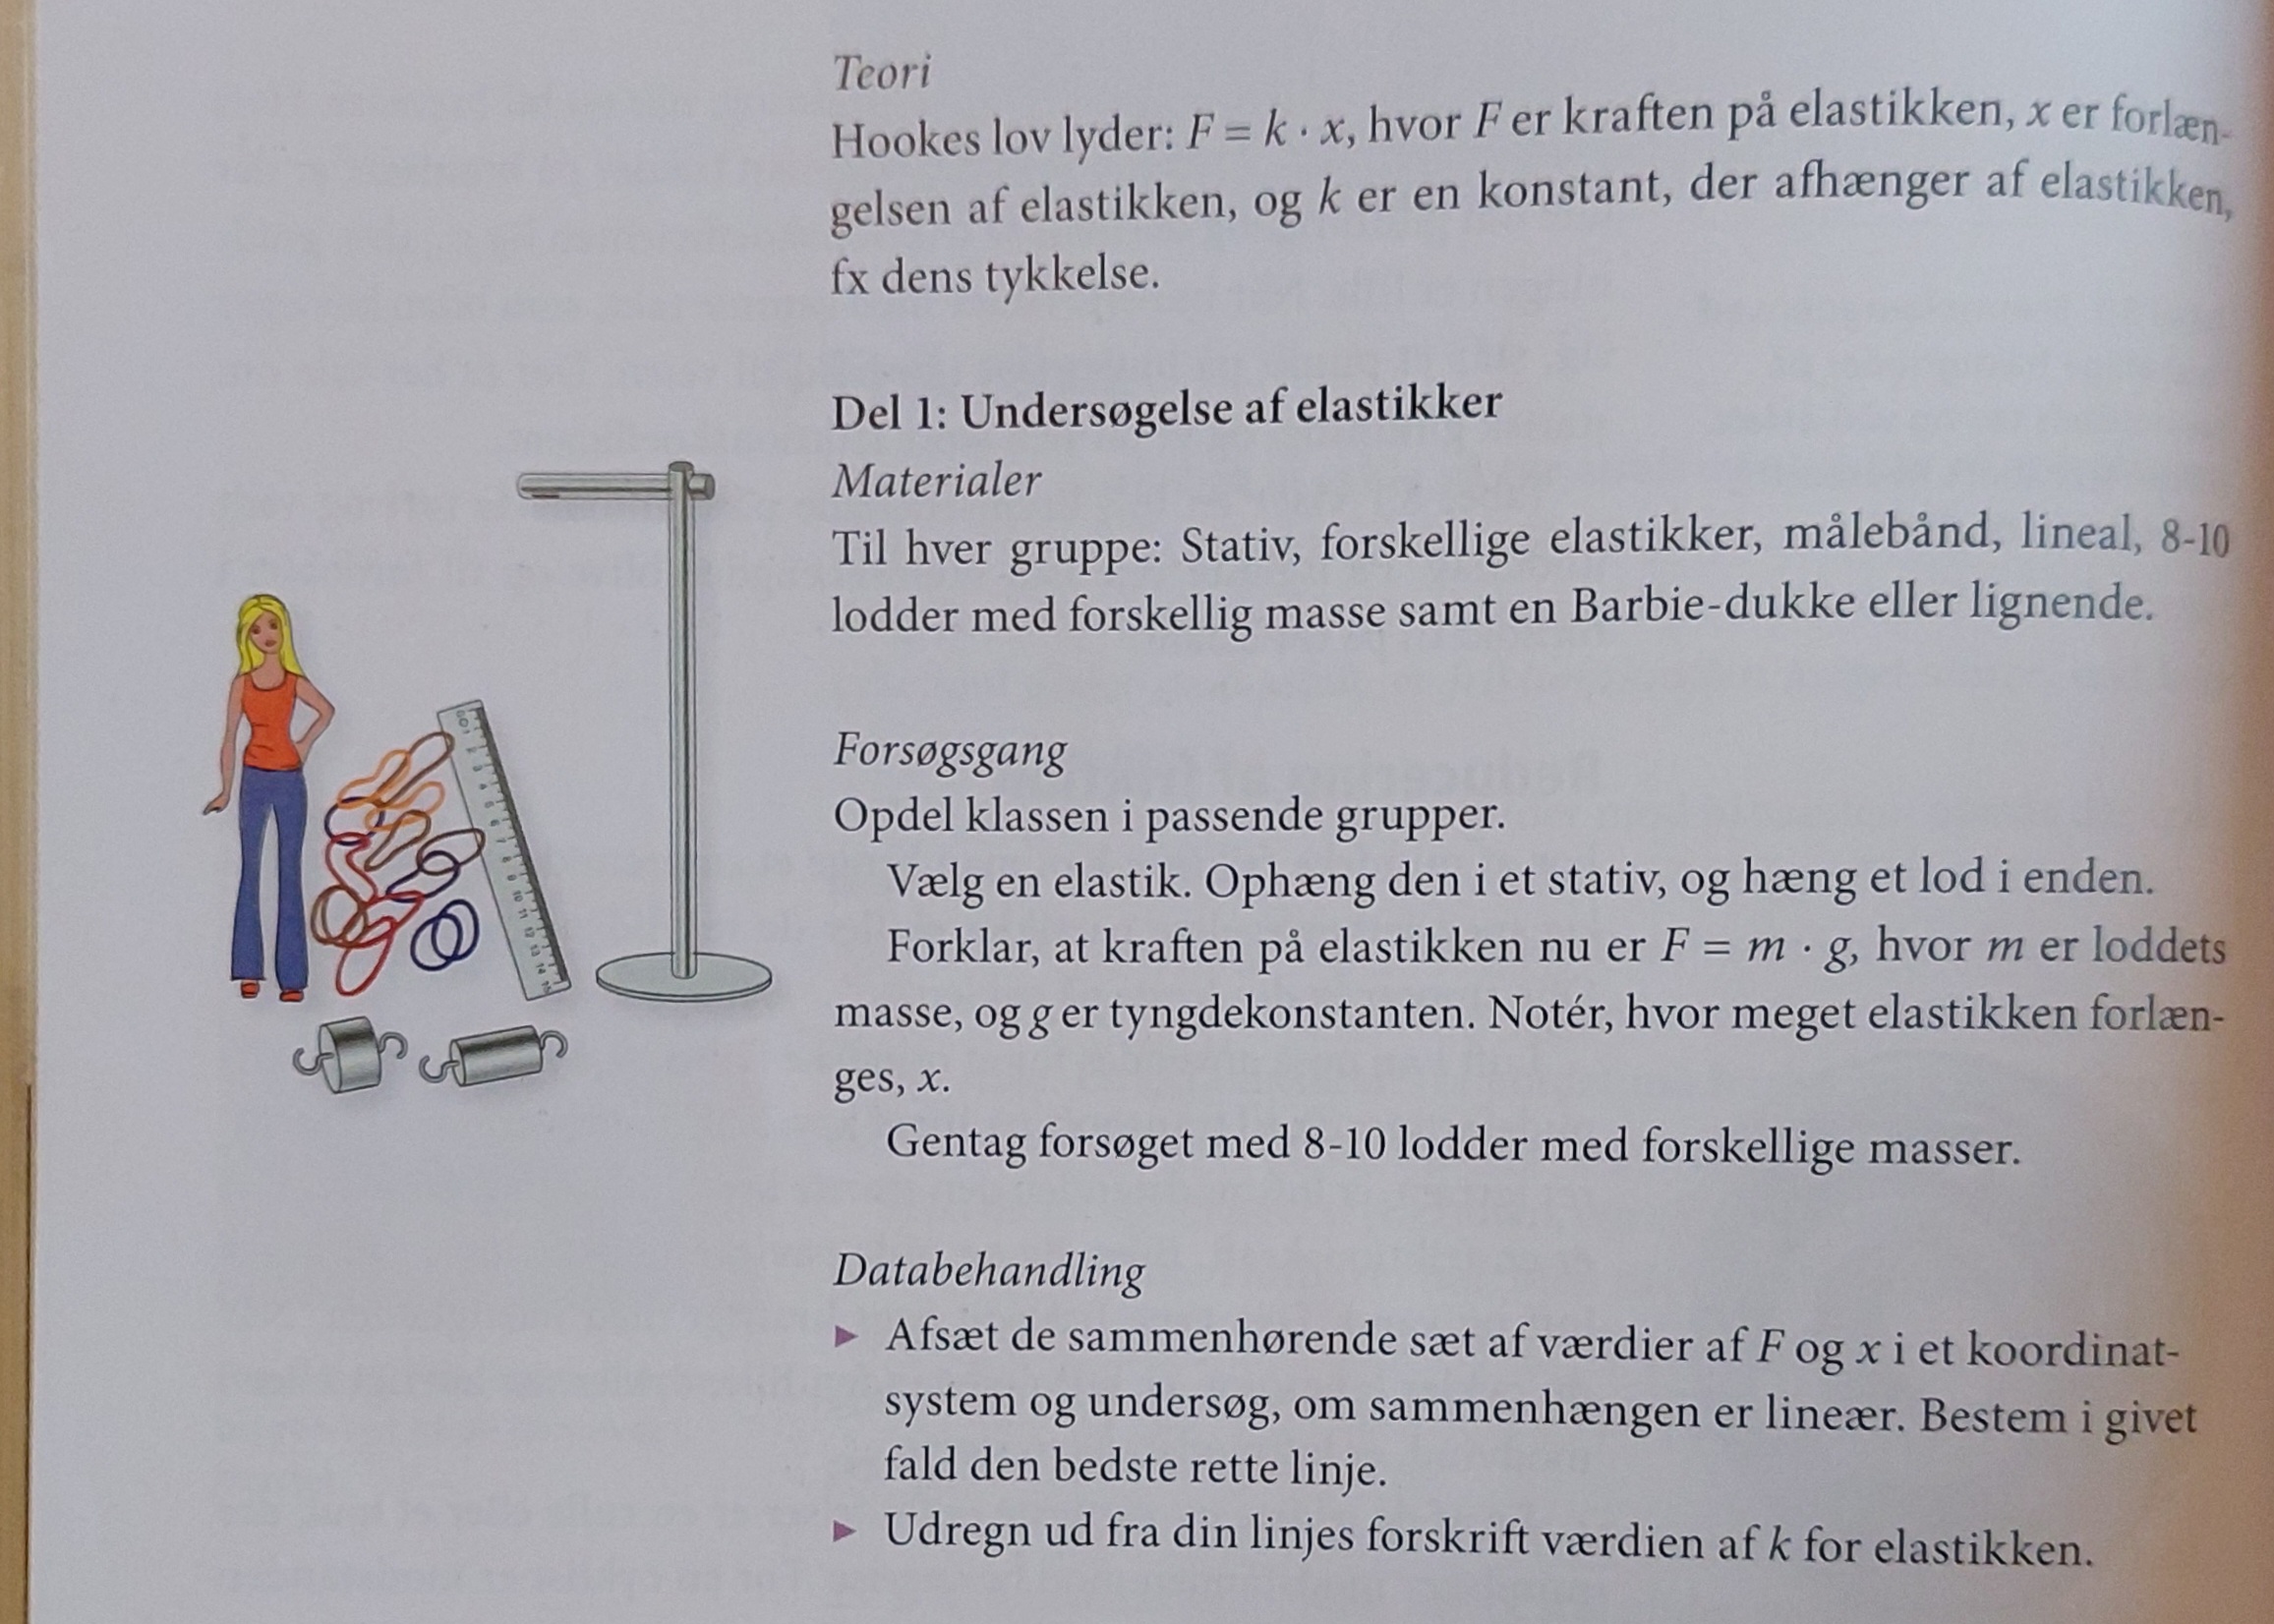 Teori
Hookes lov lyder: F = k · x, hvor F er kraften på elastikken, x er forlæn-
gelsen af elastikken, og k er en konstant, der afhænger af elastikken,
fx dens tykkelse.
Del 1: Undersøgelse af elastikker
Materialer
Til hver gruppe: Stativ, forskellige elastikker, målebånd, lineal, 8-10
lodder med forskellig masse samt en Barbie-dukke eller lignende.
Forsøgsgang
Opdel klassen i passende grupper.
Vælg en elastik. Ophæng den i et stativ, og hæng et lod i enden.
Forklar, at kraften på elastikken nu er F = m · g, hvor m er loddets
masse, og g er tyngdekonstanten. Notér, hvor meget elastikken forlæn-
ges, x.
Gentag forsøget med 8-10 lodder med forskellige masser.
Databehandling
▶ Afsæt de sammenhørende sæt af værdier af F og x i et koordinat-
system og undersøg, om sammenhængen er lineær. Bestem i givet
fald den bedste rette linje.
▶ Udregn ud fra din linjes forskrift værdien af k for elastikken.